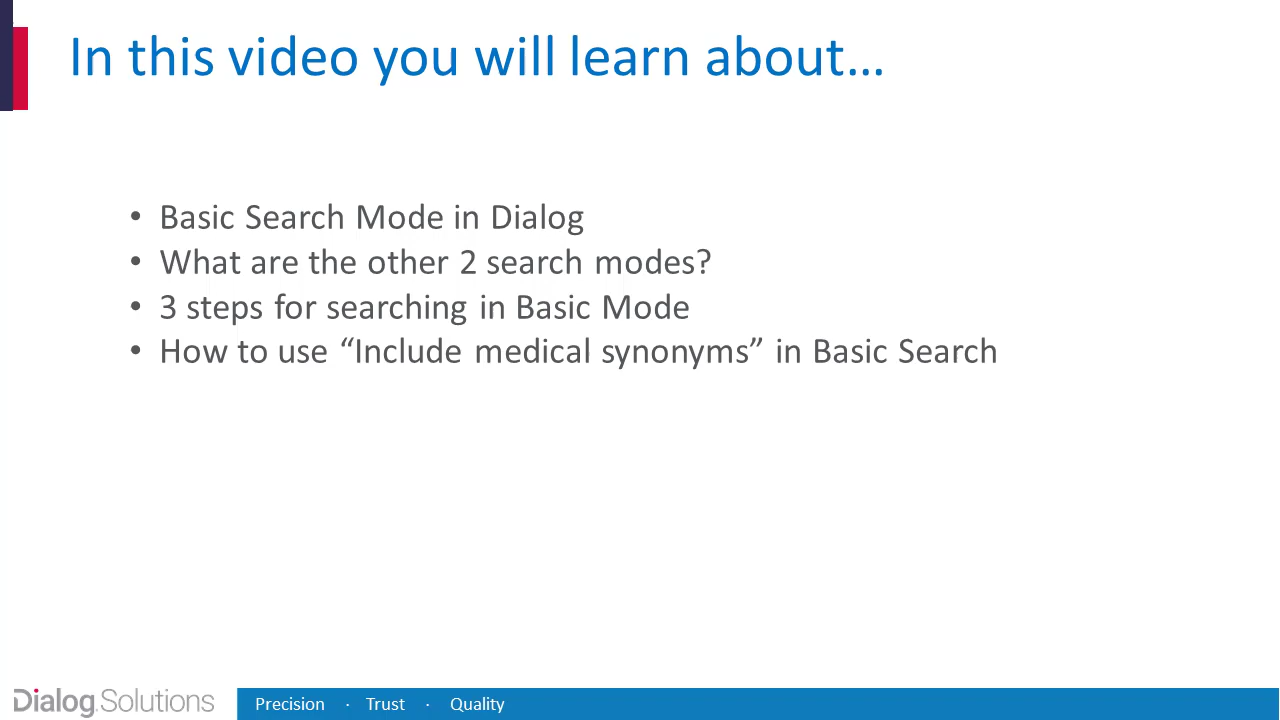 In this video you will learn about…
• Basic Search Mode in Dialog
• What are the other 2 search modes?
• 3 steps for searching in Basic Mode
• How to use “Include medical synonyms” in Basic Search
Dialog Solutions
Precision · Trust · Quality